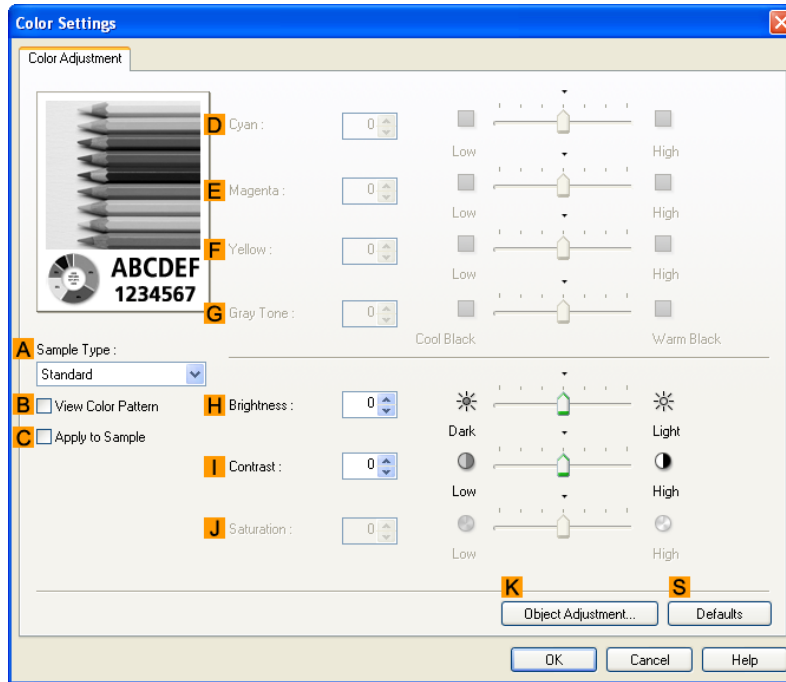 Color Settings
Color Adjustment
ABCDEF
1234567
D Cyan : 0
Low High
E Magenta : 0
Low High
F Yellow : 0
Low High
G Gray Tone : 0
Cool Black Warm Black
A Sample Type :
Standard
B View Color Pattern
C Apply to Sample
H Brightness : 0
Dark Light
I Contrast : 0
Low High
J Saturation : 0
Low High
K S
Object Adjustment... Defaults
OK Cancel Help